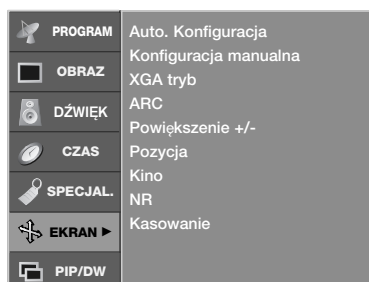 PROGRAM
OBRAZ
DŹWIĘK
CZAS
SPECJAL.
EKRAN ►
PIP/DW
Auto. Konfiguracja
Konfiguracja manualna
XGA tryb
ARC
Powiększenie +/-
Pozycja
Kino
NR
Kasowanie